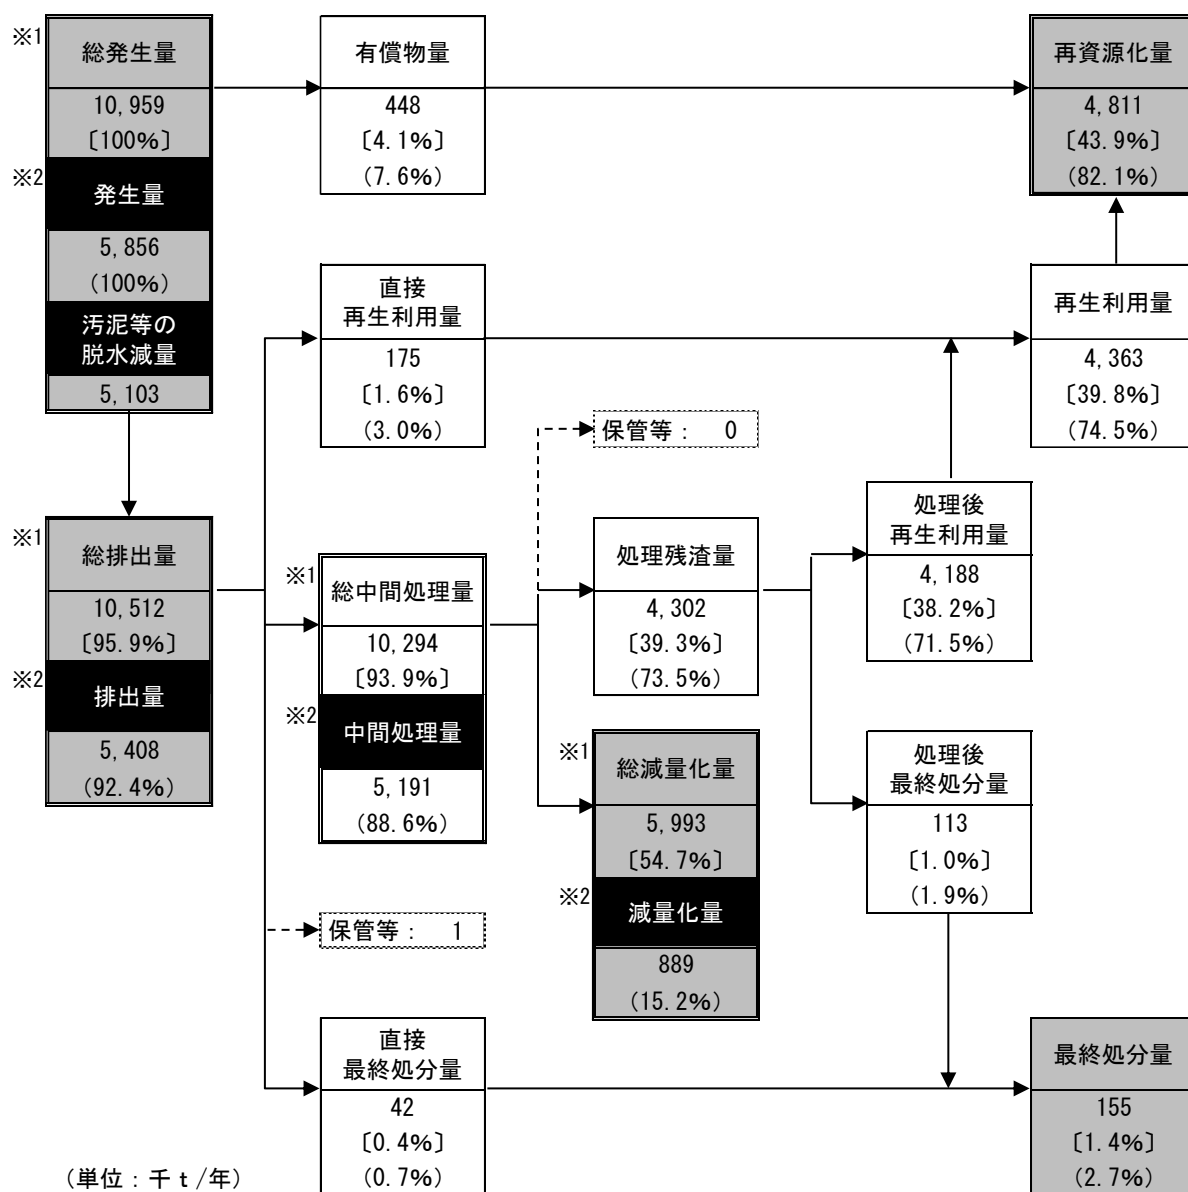 ※1
総発生量
10,959
〔100%〕
※2
発生量
5,856
(100%)
汚泥等の
脱水減量
5,103
有償物量
448
〔4.1%〕
(7.6%)
再資源化量
4,811
〔43.9%〕
(82.1%)
直接
再生利用量
175
〔1.6%〕
(3.0%)
再生利用量
4,363
〔39.8%〕
(74.5%)
保管等： 0
※1
総排出量
10,512
〔95.9%〕
※2
排出量
5,408
(92.4%)
※1
総中間処理量
10,294
〔93.9%〕
※2
中間処理量
5,191
(88.6%)
処理残渣量
4,302
〔39.3%〕
(73.5%)
処理後
再生利用量
4,188
〔38.2%〕
(71.5%)
※1
総減量化量
5,993
〔54.7%〕
※2
減量化量
889
(15.2%)
処理後
最終処分量
113
〔1.0%〕
(1.9%)
保管等： 1
直接
最終処分量
42
〔0.4%〕
(0.7%)
最終処分量
155
〔1.4%〕
(2.7%)
(単位：千ｔ/年)